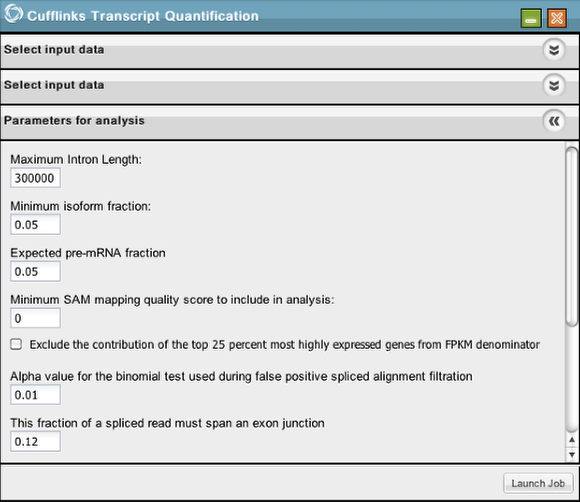 Cufflinks Transcript Quantification
Select input data
Select input data
Parameters for analysis
Maximum Intron Length:
300000
Minimum isoform fraction:
0.05
Expected pre-mRNA fraction
0.05
Minimum SAM mapping quality score to include in analysis:
0
Exclude the contribution of the top 25 percent most highly expressed genes from FPKM denominator
Alpha value for the binomial test used during false positive spliced alignment filtration
0.01
This fraction of a spliced read must span an exon junction
0.12
Launch Job